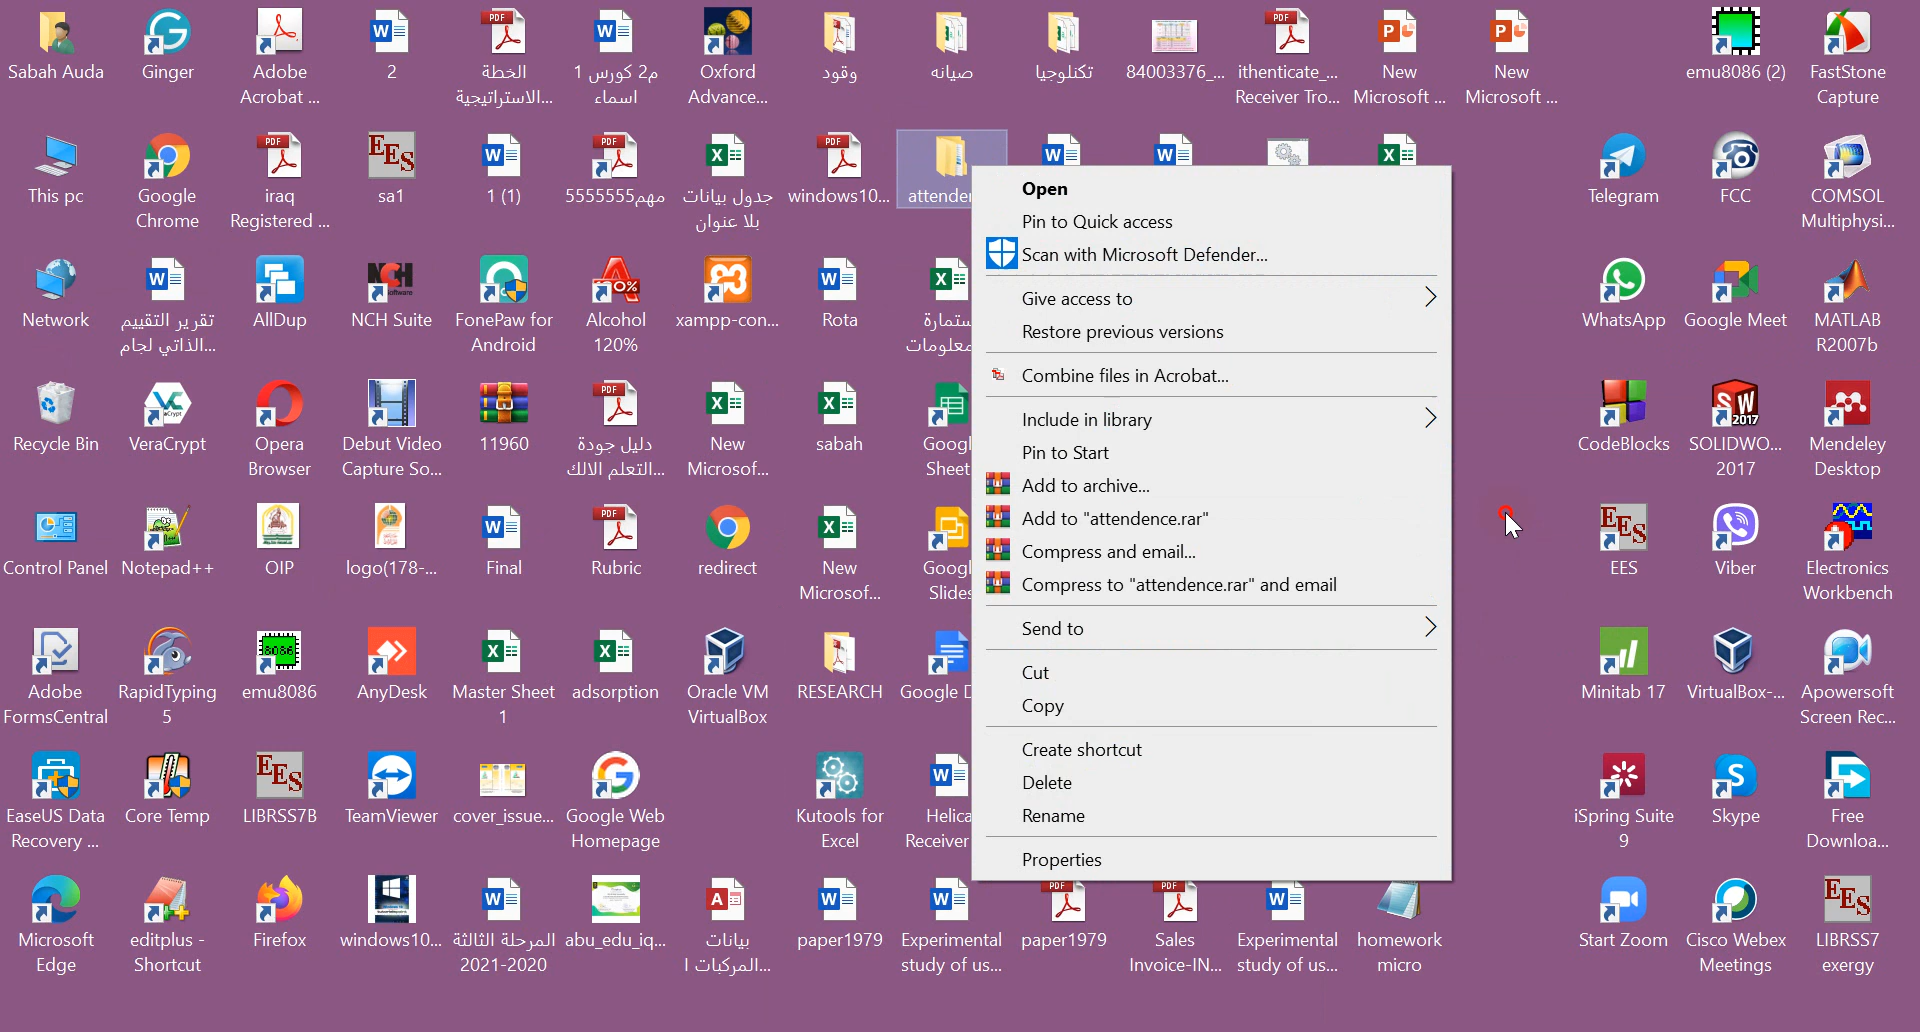 Sabah Auda
Ginger
Adobe
Acrobat ...
2
الخطة
الاستراتيجية...
م2 كورس 1
اسماء
Oxford
Advance...
وقود
صيانه
تكنلوجيا
84003376_...
ithenticate_...
Receiver Tro...
New
Microsoft ...
New
Microsoft ...
emu8086 (2)
FastStone
Capture
This pc
Google
Chrome
iraq
Registered ...
sa1
1 (1)
مهم5555555
جدول بيانات
بلا عنوان
windows10...
attender
Telegram
FCC
COMSOL
Multiphysi...
Network
تقرير التقييم
الذاتي لجام...
AllDup
NCH Suite
FonePaw for
Android
Alcohol
120%
xampp-con...
Rota
WhatsApp
Google Meet
MATLAB
R2007b
Recycle Bin
VeraCrypt
Opera
Browser
Debut Video
Capture So...
11960
دليل جودة
التعلم الالك...
New
Microsof...
sabah
Googl
Sheet
CodeBlocks
SOLIDWO...
2017
Mendeley
Desktop
Control Panel
Notepad++
OIP
logo(178-...
Final
Rubric
redirect
New
Microsof...
Googl
Slides
EES
Viber
Electronics
Workbench
Adobe
FormsCentral
RapidTyping
5
emu8086
AnyDesk
Master Sheet
1
adsorption
Oracle VM
VirtualBox
RESEARCH
Google D
Minitab 17
VirtualBox-...
Apowersoft
Screen Rec...
EaseUS Data
Recovery ...
Core Temp
LIBRSS7B
TeamViewer
cover_issue...
Google Web
Homepage
Kutools for
Excel
Helica
Receiver
iSpring Suite
9
Skype
Free
Downloa...
Microsoft
Edge
editplus -
Shortcut
Firefox
windows10...
المرحلة الثالثة
2021-2020
abu_edu_iq...
بيانات
المركبات ا...
paper1979
Experimental
study of us...
paper1979
Sales
Invoice-IN...
Experimental
study of us...
homework
micro
Start Zoom
Cisco Webex
Meetings
LIBRSS7
exergy
Open
Pin to Quick access
Scan with Microsoft Defender...
Give access to
Restore previous versions
Combine files in Acrobat...
Include in library
Pin to Start
Add to archive...
Add to "attendence.rar"
Compress and email...
Compress to "attendence.rar" and email
Send to
Cut
Copy
Create shortcut
Delete
Rename
Properties